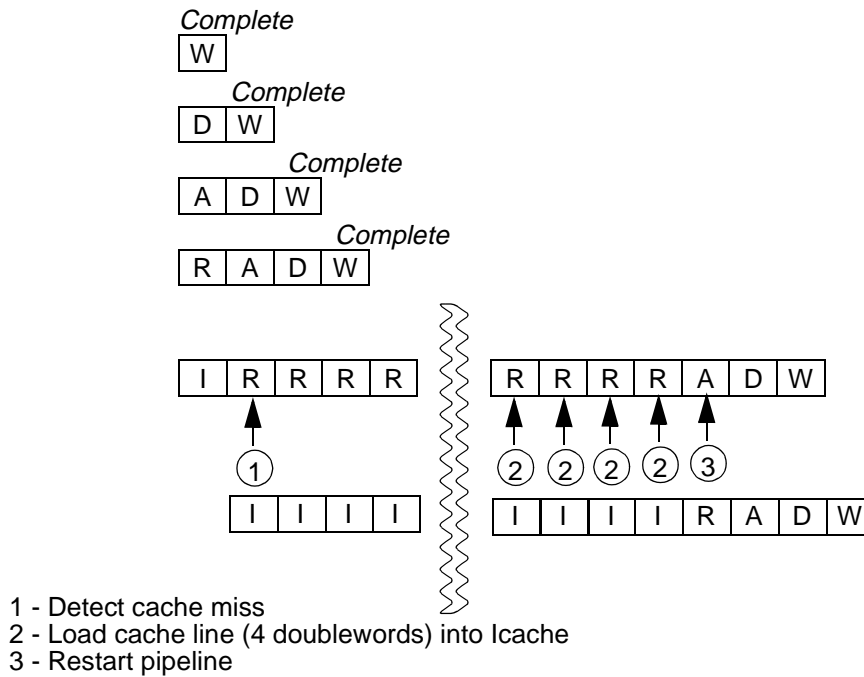 Complete
W
Complete
D W
Complete
A D W
Complete
R A D W
I R R R R R R R R A D W
1 2 2 2 2 3
I I I I I I I I R A D W
1 - Detect cache miss
2 - Load cache line (4 doublewords) into Icache
3 - Restart pipeline